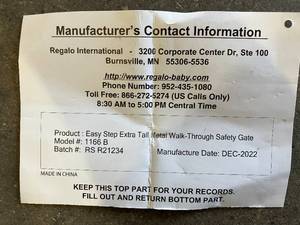 Manufacturer's Contact Information
Regalo International - 3200 Corporate Center Dr, Ste 100
Burnsville, MN 55306-5536
http://www.regalo-baby.com
Phone Number: 952-435-1080
Toll Free: 866-272-5274 (US Calls Only)
8:30 AM to 5:00 PM Central Time
Product : Easy Step Extra Tall Metal Walk-Through Safety Gate
Model #: 1166 B
Batch #: RS R21234 Manufacture Date: DEC-2022
MADE IN CHINA
KEEP THIS TOP PART FOR YOUR RECORDS.
FILL OUT AND RETURN BOTTOM PART.